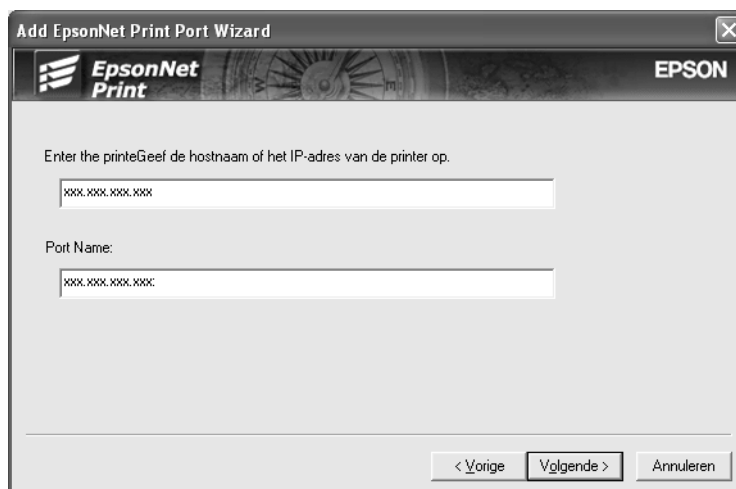 Add EpsonNet Print Port Wizard
EpsonNet
Print
EPSON
Enter the printeGeef de hostnaam of het IP-adres van de printer op.
xxx.xxx.xxx.xxx
Port Name:
xxx.xxx.xxx.xxx:
< Vorige
Volgende >
Annuleren